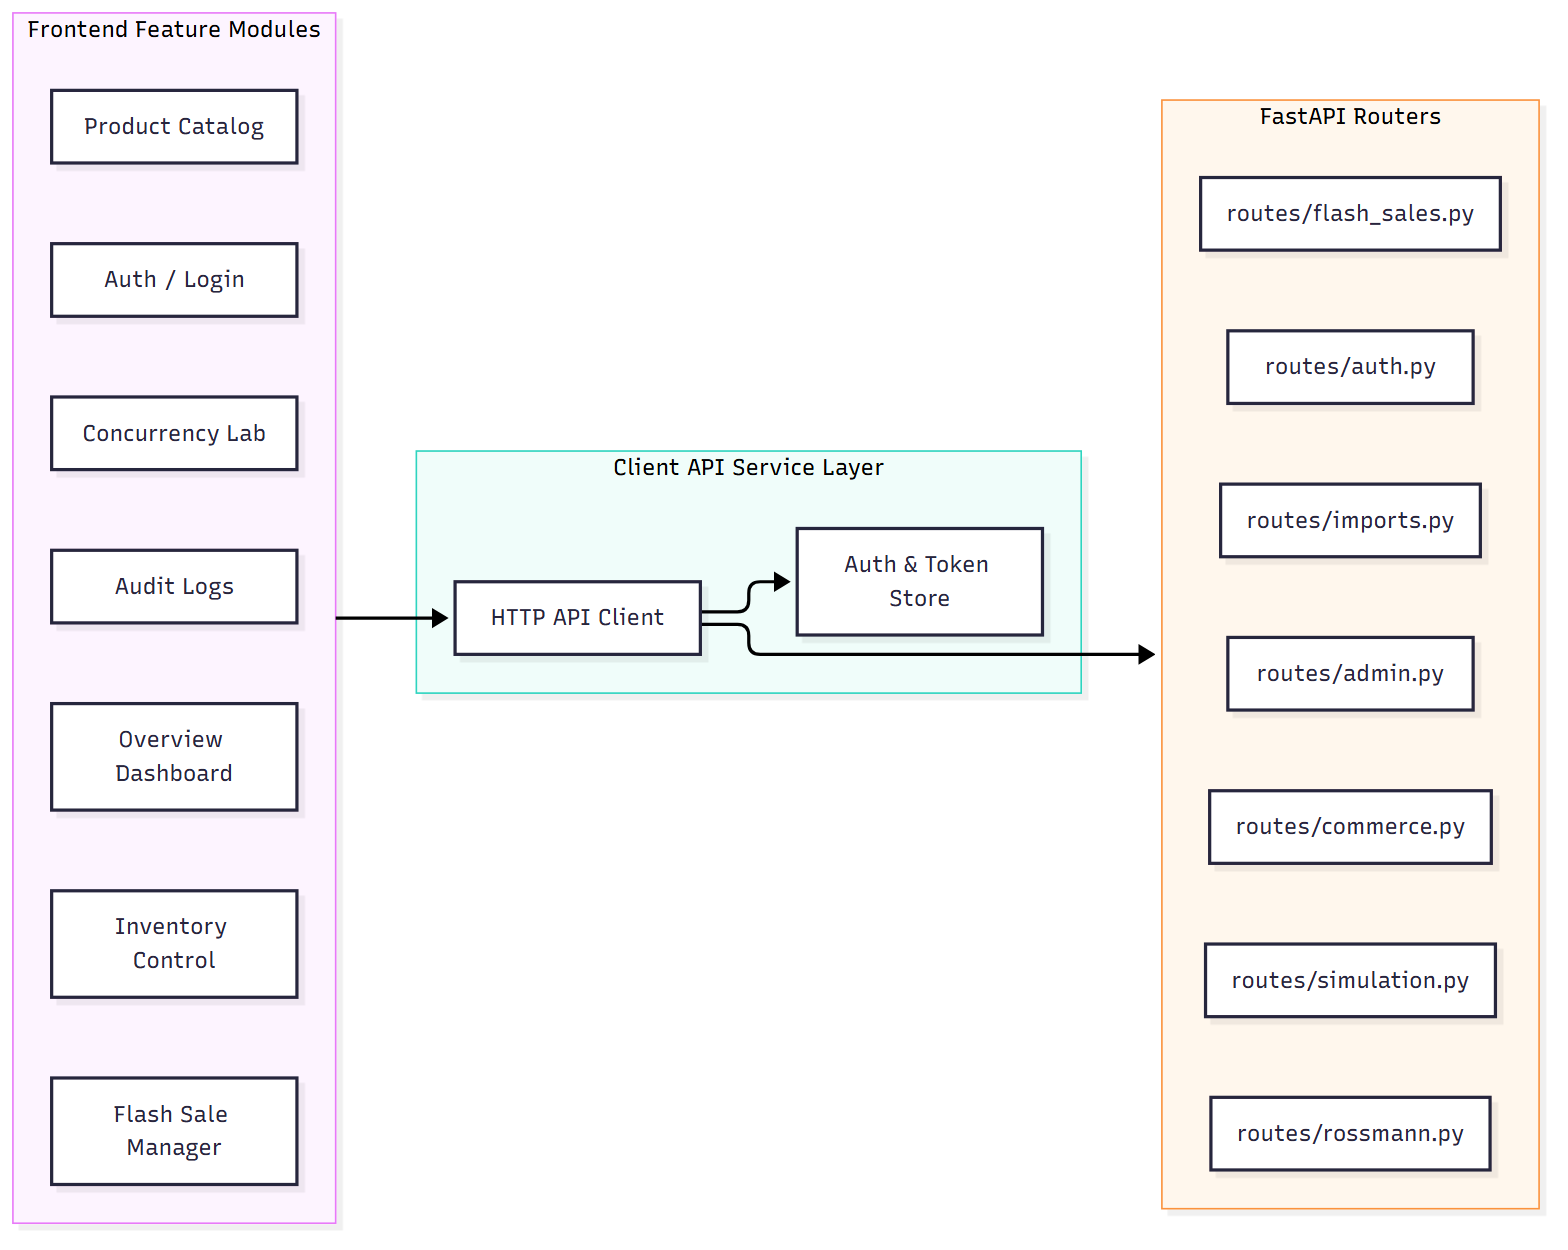 Frontend Feature Modules
Product Catalog
Auth / Login
Concurrency Lab
Audit Logs
Overview
Dashboard
Inventory
Control
Flash Sale
Manager
Client API Service Layer
HTTP API Client
Auth & Token
Store
FastAPI Routers
routes/flash_sales.py
routes/auth.py
routes/imports.py
routes/admin.py
routes/commerce.py
routes/simulation.py
routes/rossmann.py